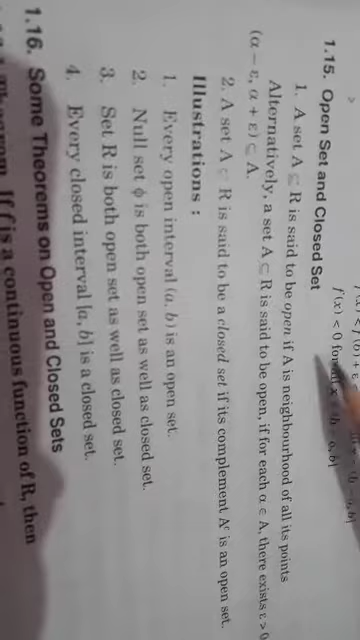 f'(x) < 0 for all x
1.15. Open Set and Closed Set
1. A set A ⊆ R is said to be open if A is neighbourhood of all its points
Alternatively, a set A ⊂ R is said to be open, if for each α ∈ A, there exists ε > 0
(α − ε, α + ε) ⊆ A.
2. A set A ⊂ R is said to be a closed set if its complement Aᶜ is an open set.
Illustrations :
1. Every open interval (a, b) is an open set.
2. Null set ϕ is both open set as well as closed set.
3. Set R is both open set as well as closed set.
4. Every closed interval [a, b] is a closed set.
1.16. Some Theorems on Open and Closed Sets
If f is a continuous function of R, then